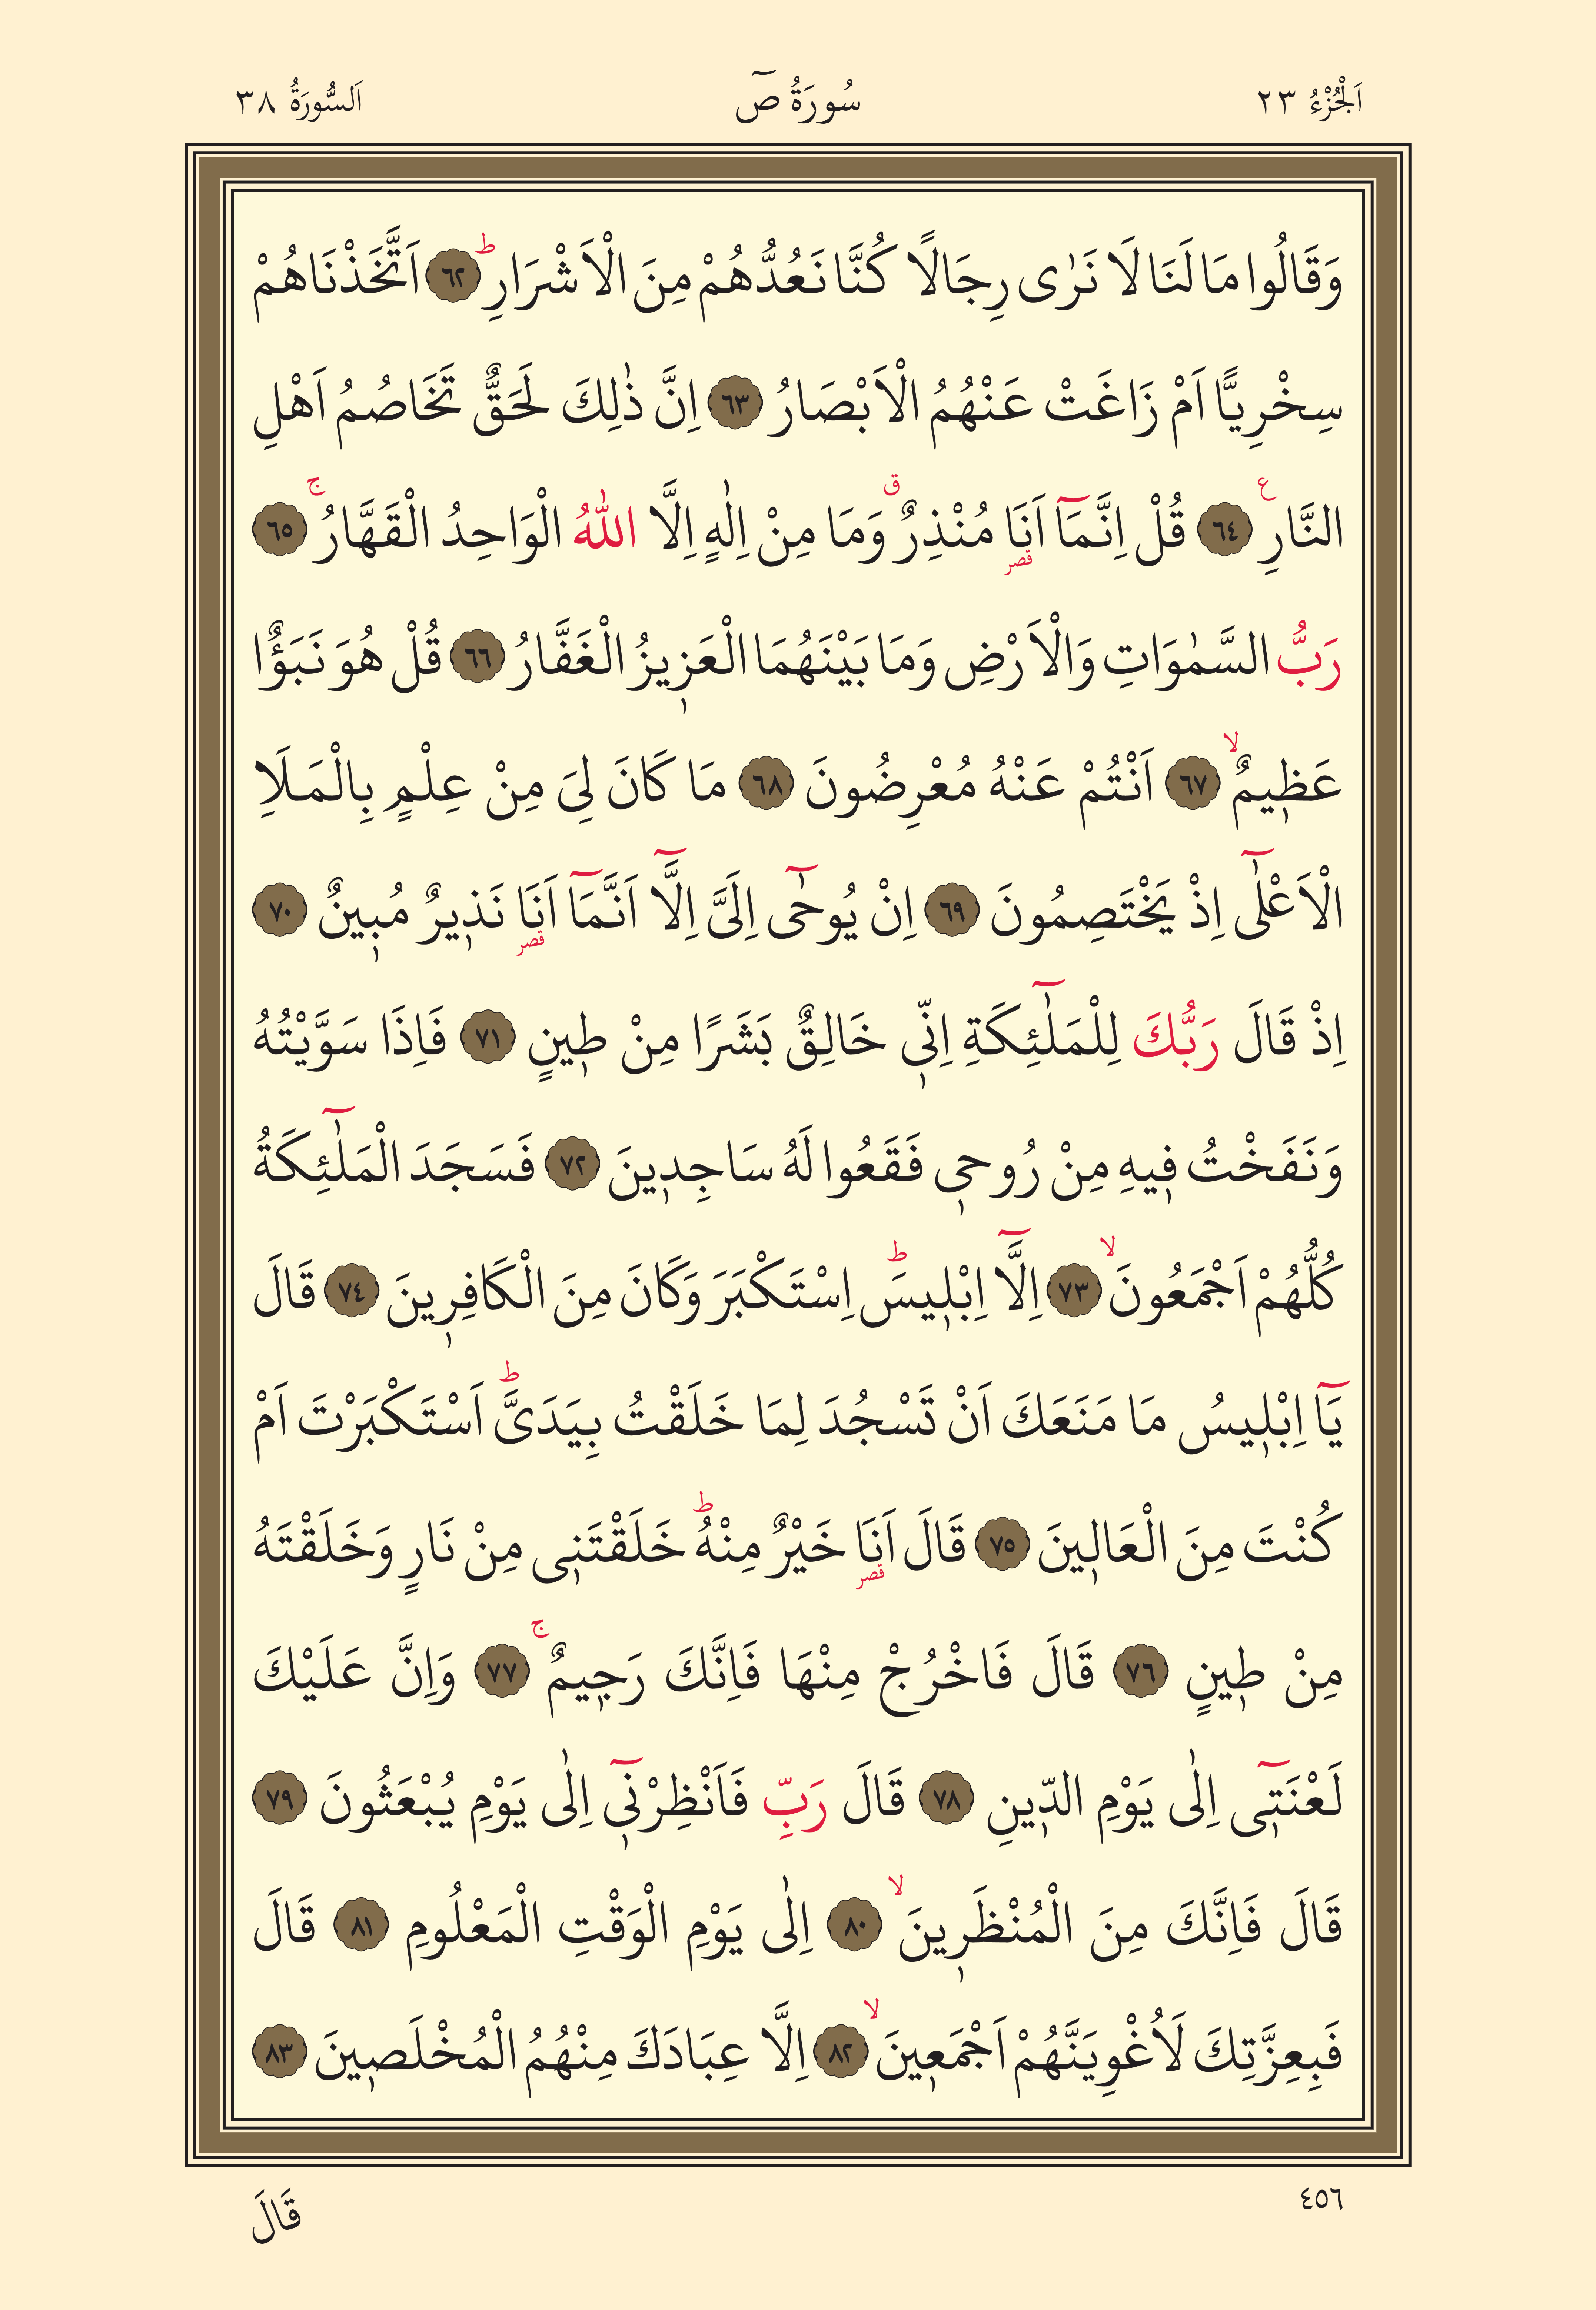 اَلْجُزْءُ ٢٣ سُورَةُ صٓ اَلسُّورَةُ ٣٨
وَقَالُوا مَا لَنَا لَا نَرٰى رِجَالًا كُنَّا نَعُدُّهُمْ مِنَ الْاَشْرَارِۜ ﴿٦٢﴾ اَتَّخَذْنَاهُمْ
سِخْرِيًّا اَمْ زَاغَتْ عَنْهُمُ الْاَبْصَارُ ﴿٦٣﴾ اِنَّ ذٰلِكَ لَحَقٌّ تَخَاصُمُ اَهْلِ
النَّارِ ع ﴿٦٤﴾ قُلْ اِنَّمَٓا اَنَا۬ قصر مُنْذِرٌ ق وَمَا مِنْ اِلٰهٍ اِلَّا اللّٰهُ الْوَاحِدُ الْقَهَّارُۚ ﴿٦٥﴾
رَبُّ السَّمٰوَاتِ وَالْاَرْضِ وَمَا بَيْنَهُمَا الْعَزٖيزُ الْغَفَّارُ ﴿٦٦﴾ قُلْ هُوَ نَبَؤٌا
عَظٖيمٌۙ ﴿٦٧﴾ اَنْتُمْ عَنْهُ مُعْرِضُونَ ﴿٦٨﴾ مَا كَانَ لِيَ مِنْ عِلْمٍ بِالْمَلَاِ
الْاَعْلٰٓى اِذْ يَخْتَصِمُونَ ﴿٦٩﴾ اِنْ يُوحٰٓى اِلَيَّ اِلَّٓا اَنَّمَٓا اَنَا قصر نَذٖيرٌ مُبٖينٌ ﴿٧٠﴾
اِذْ قَالَ رَبُّكَ لِلْمَلٰٓئِكَةِ اِنّٖى خَالِقٌ بَشَرًا مِنْ طٖينٍ ﴿٧١﴾ فَاِذَا سَوَّيْتُهُ
وَنَفَخْتُ فٖيهِ مِنْ رُوحٖى فَقَعُوا لَهُ سَاجِدٖينَ ﴿٧٢﴾ فَسَجَدَ الْمَلٰٓئِكَةُ
كُلُّهُمْ اَجْمَعُونَۙ ﴿٧٣﴾ اِلَّٓا اِبْلٖيسَۜ اِسْتَكْبَرَ وَكَانَ مِنَ الْكَافِرٖينَ ﴿٧٤﴾ قَالَ
يَٓا اِبْلٖيسُ مَا مَنَعَكَ اَنْ تَسْجُدَ لِمَا خَلَقْتُ بِيَدَيَّۜ اَسْتَكْبَرْتَ اَمْ
كُنْتَ مِنَ الْعَالٖينَ ﴿٧٥﴾ قَالَ اَنَا قصر خَيْرٌ مِنْهُۜ خَلَقْتَنٖى مِنْ نَارٍ وَخَلَقْتَهُ
مِنْ طٖينٍ ﴿٧٦﴾ قَالَ فَاخْرُجْ مِنْهَا فَاِنَّكَ رَجٖيمٌۚ ﴿٧٧﴾ وَاِنَّ عَلَيْكَ
لَعْنَتٖٓى اِلٰى يَوْمِ الدّٖينِ ﴿٧٨﴾ قَالَ رَبِّ فَاَنْظِرْنٖٓى اِلٰى يَوْمِ يُبْعَثُونَ ﴿٧٩﴾
قَالَ فَاِنَّكَ مِنَ الْمُنْظَرٖينَۙ ﴿٨٠﴾ اِلٰى يَوْمِ الْوَقْتِ الْمَعْلُومِ ﴿٨١﴾ قَالَ
فَبِعِزَّتِكَ لَاُغْوِيَنَّهُمْ اَجْمَعٖينَۙ ﴿٨٢﴾ اِلَّا عِبَادَكَ مِنْهُمُ الْمُخْلَصٖينَ ﴿٨٣﴾
٤٥٦ قَالَ